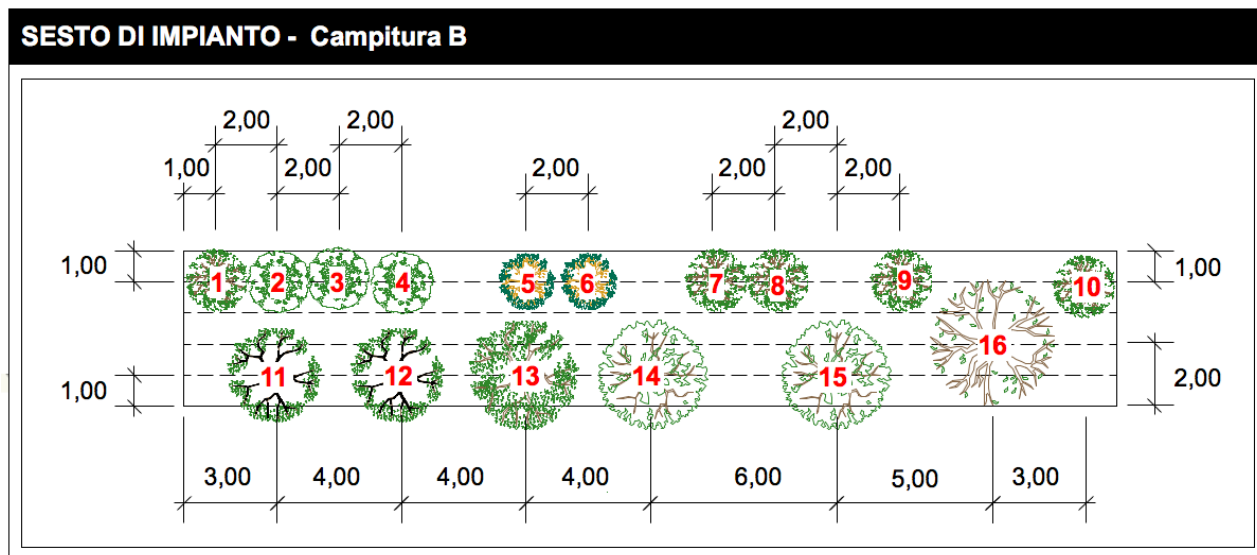 SESTO DI IMPIANTO - Campitura B
2,00 2,00 2,00
1,00 2,00 2,00 2,00 2,00
1,00 1,00
1 2 3 4 5 6 7 8 9 10
16
11 12 13 14 15
1,00 2,00
3,00 4,00 4,00 4,00 6,00 5,00 3,00